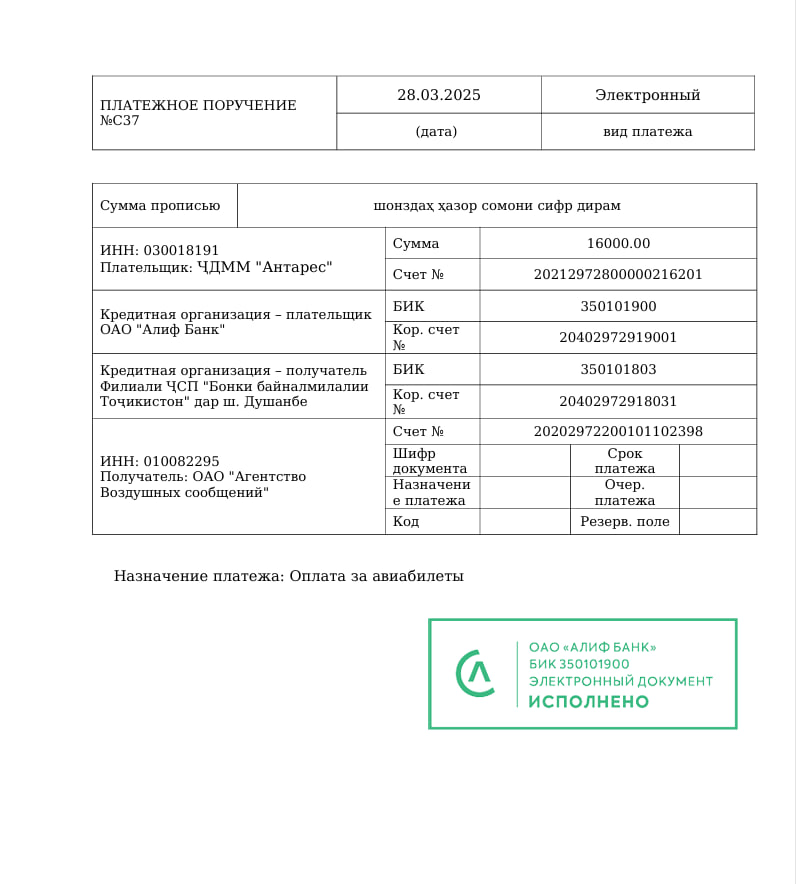 ПЛАТЕЖНОЕ ПОРУЧЕНИЕ
№С37
28.03.2025
Электронный
(дата)
вид платежа
Сумма прописью
шонздаҳ ҳазор сомони сифр дирам
ИНН: 030018191
Плательщик: ҶДММ "Антарес"
Сумма
16000.00
Счет №
20212972800000216201
Кредитная организация – плательщик
ОАО "Алиф Банк"
БИК
350101900
Кор. счет
№
20402972919001
Кредитная организация – получатель
Филиали ҶСП "Бонки байналмилалии
Тоҷикистон" дар ш. Душанбе
БИК
350101803
Кор. счет
№
20402972918031
ИНН: 010082295
Получатель: ОАО "Агентство
Воздушных сообщений"
Счет №
20202972200101102398
Шифр
документа
Срок
платежа
Назначени
е платежа
Очер.
платежа
Код
Резерв. поле
Назначение платежа: Оплата за авиабилеты
ОАО «АЛИФ БАНК»
БИК 350101900
ЭЛЕКТРОННЫЙ ДОКУМЕНТ
ИСПОЛНЕНО